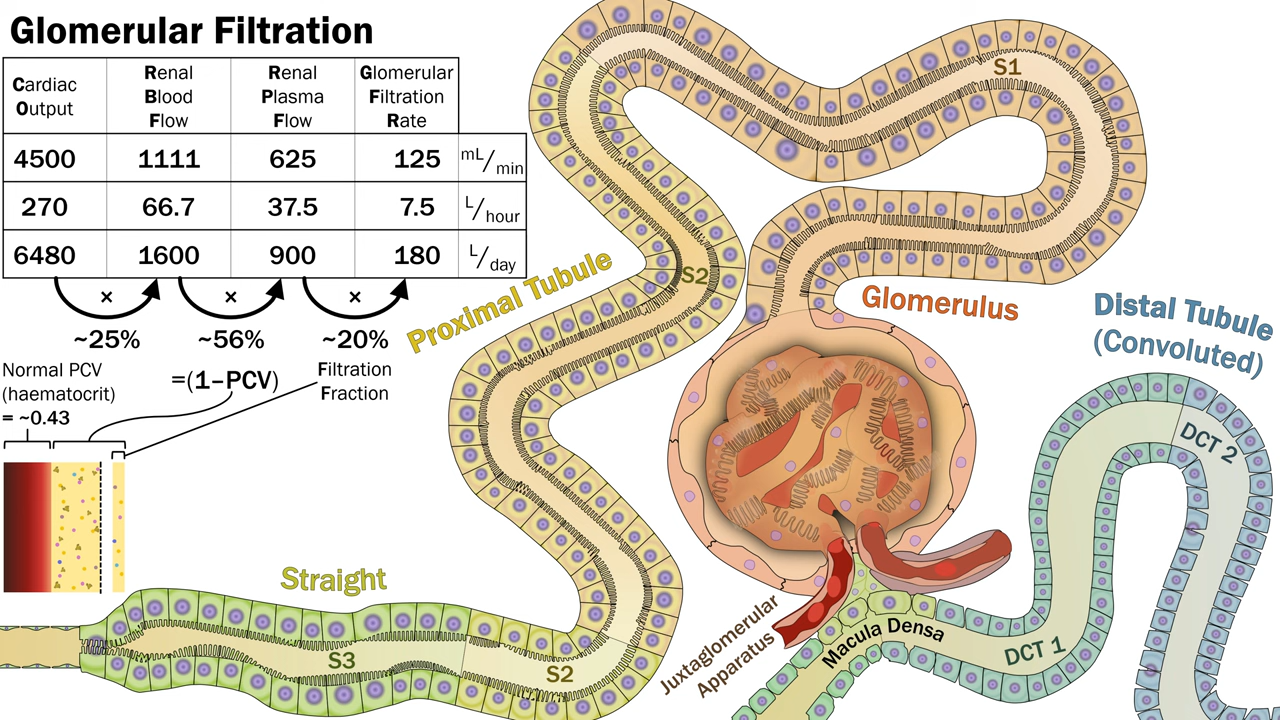 Glomerular Filtration
Cardiac
Output
Renal
Blood
Flow
Renal
Plasma
Flow
Glomerular
Filtration
Rate
4500 1111 625 125 mL/min
270 66.7 37.5 7.5 L/hour
6480 1600 900 180 L/day
× × ×
~25% ~56% ~20%
Normal PCV
(haematocrit)
= ~0.43
=(1-PCV)
Filtration
Fraction
Proximal Tubule
S1
S2
Glomerulus
Distal Tubule
(Convoluted)
DCT 2
Straight
S3
S2
Juxtaglomerular
Apparatus
Macula Densa
DCT 1